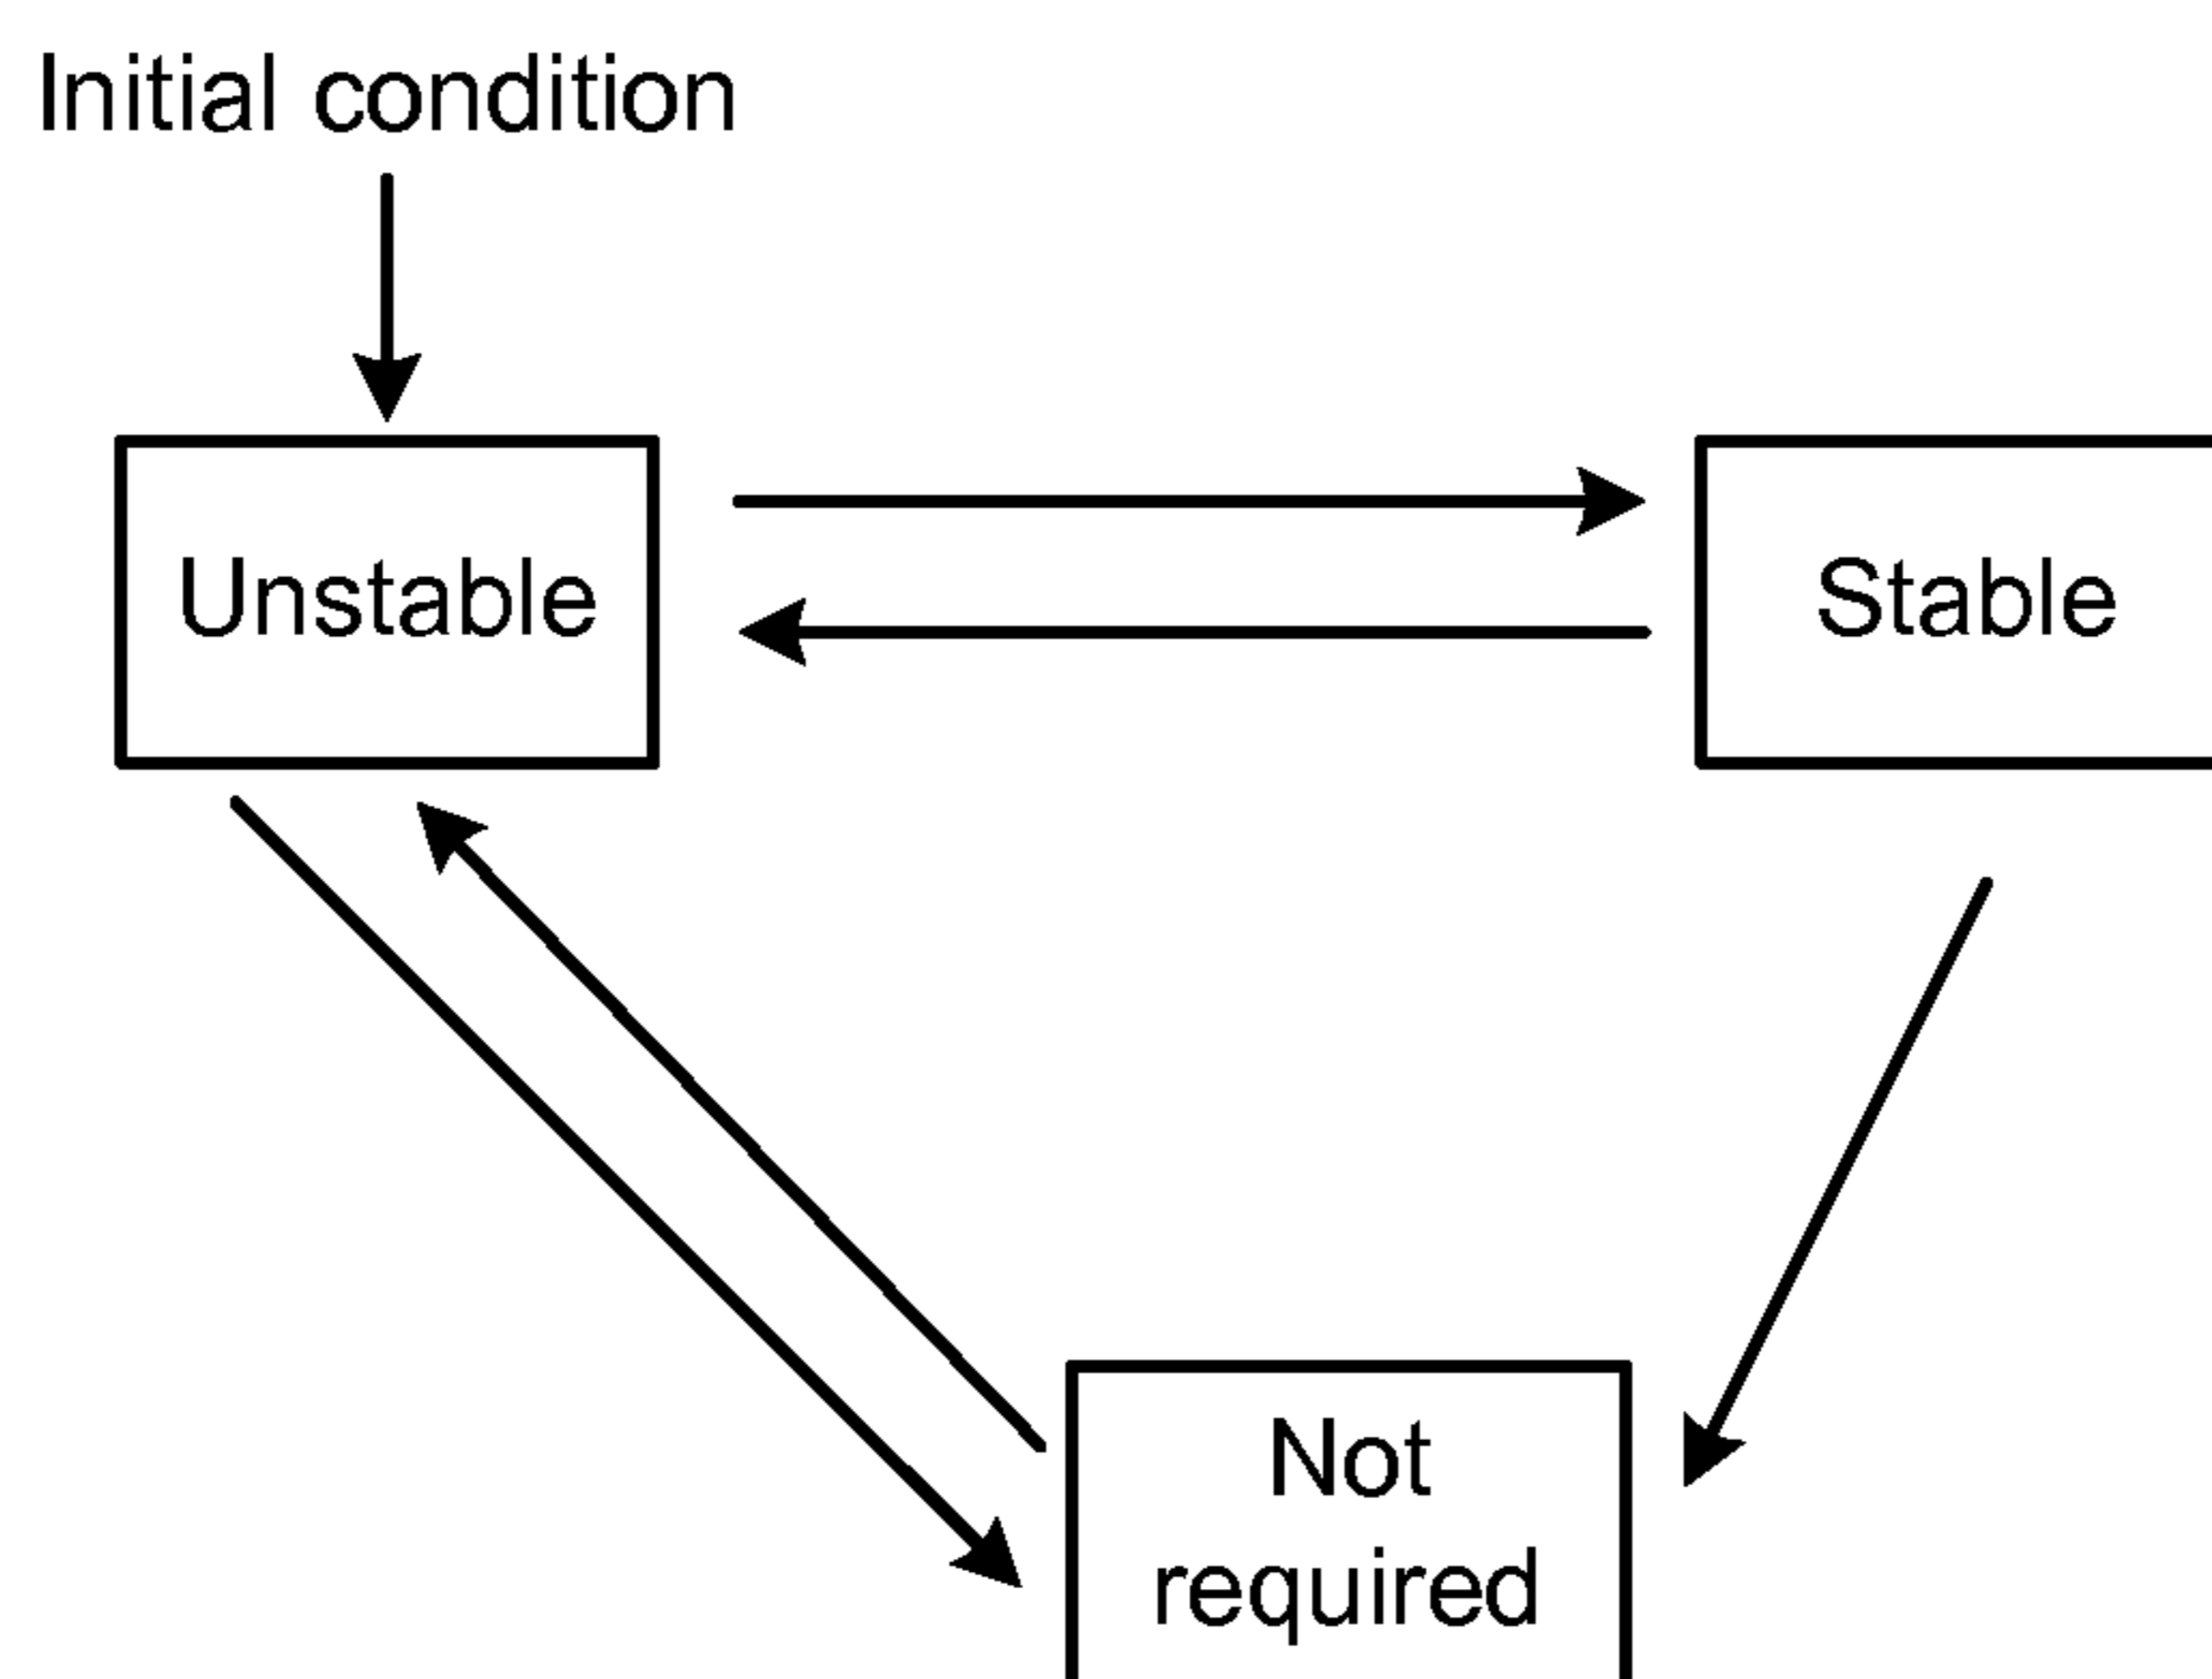 Initial condition
Unstable
Stable
Not
required